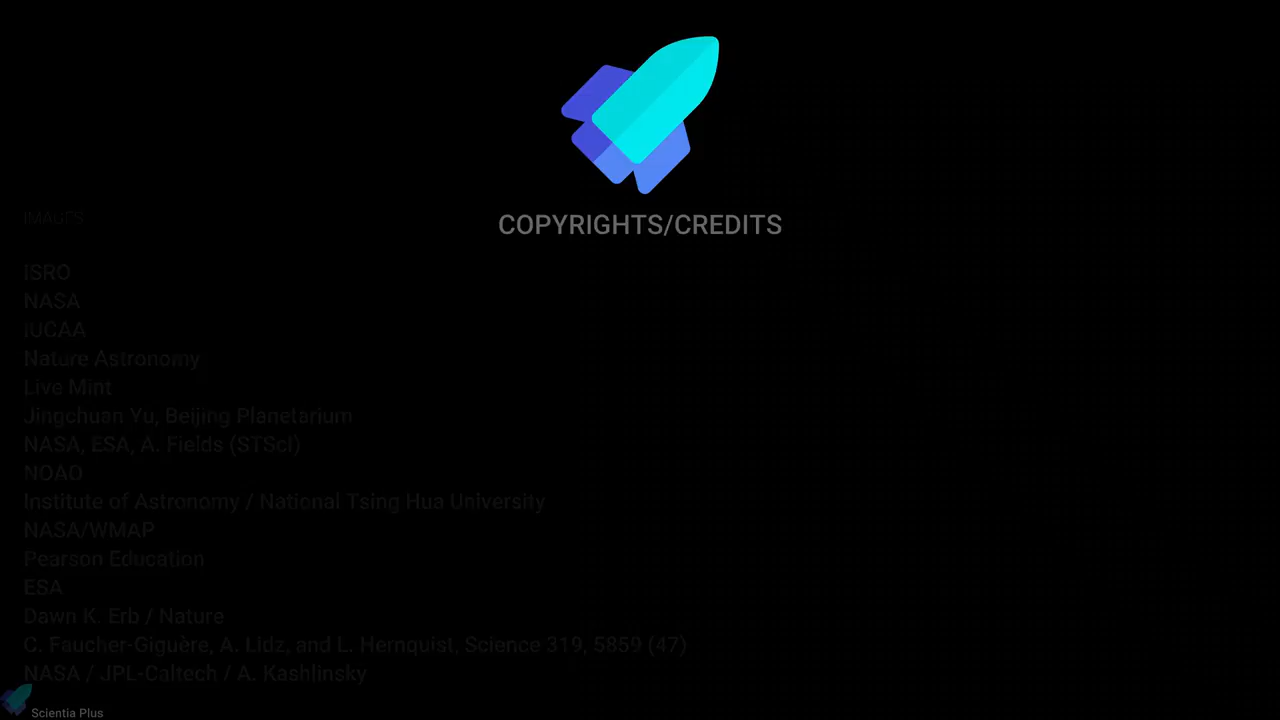 COPYRIGHTS/CREDITS
IMAGES
ISRO
NASA
IUCAA
Nature Astronomy
Live Mint
Jingchuan Yu, Beijing Planetarium
NASA, ESA, A. Fields (STScI)
NOAO
Institute of Astronomy / National Tsing Hua University
NASA/WMAP
Pearson Education
ESA
Dawn K. Erb / Nature
C. Faucher-Giguère, A. Lidz, and L. Hernquist, Science 319, 5859 (47)
NASA / JPL-Caltech / A. Kashlinsky
Scientia Plus